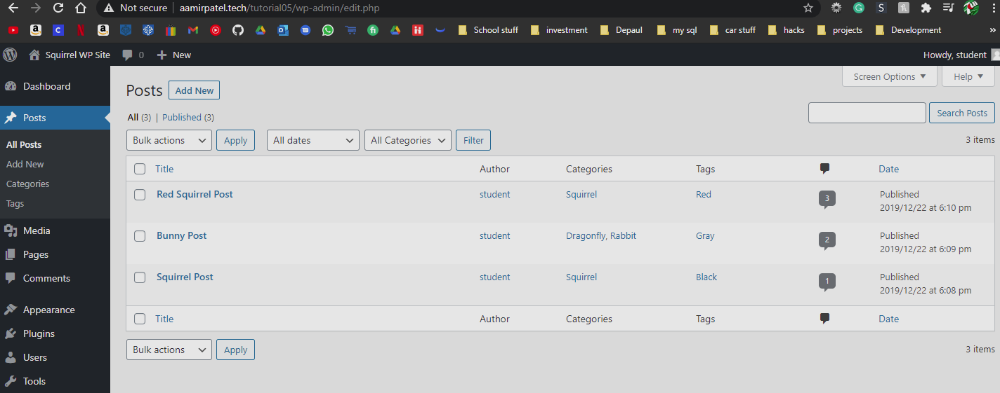 Not secure | aamirpatel.tech/tutorial05/wp-admin/edit.php
School stuff investment Depaul my sql car stuff hacks projects Development »
Squirrel WP Site 0 + New Howdy, student
Dashboard
Posts
All Posts
Add New
Categories
Tags
Media
Pages
Comments
Appearance
Plugins
Users
Tools
Screen Options Help
Posts Add New
All (3) | Published (3)
Search Posts
Bulk actions Apply All dates All Categories Filter 3 items
Title Author Categories Tags Date
Red Squirrel Post student Squirrel Red 3 Published
2019/12/22 at 6:10 pm
Bunny Post student Dragonfly, Rabbit Gray 2 Published
2019/12/22 at 6:09 pm
Squirrel Post student Squirrel Black 1 Published
2019/12/22 at 6:08 pm
Title Author Categories Tags Date
Bulk actions Apply 3 items